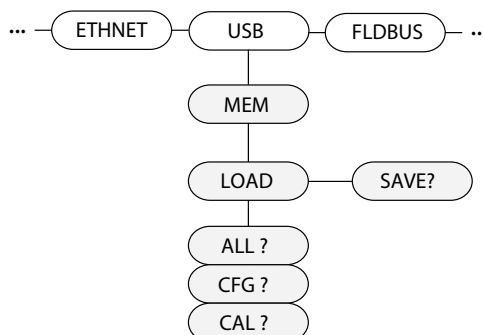 ... ETHNET USB FLDBUS ..
MEM
LOAD SAVE?
ALL ?
CFG ?
CAL ?